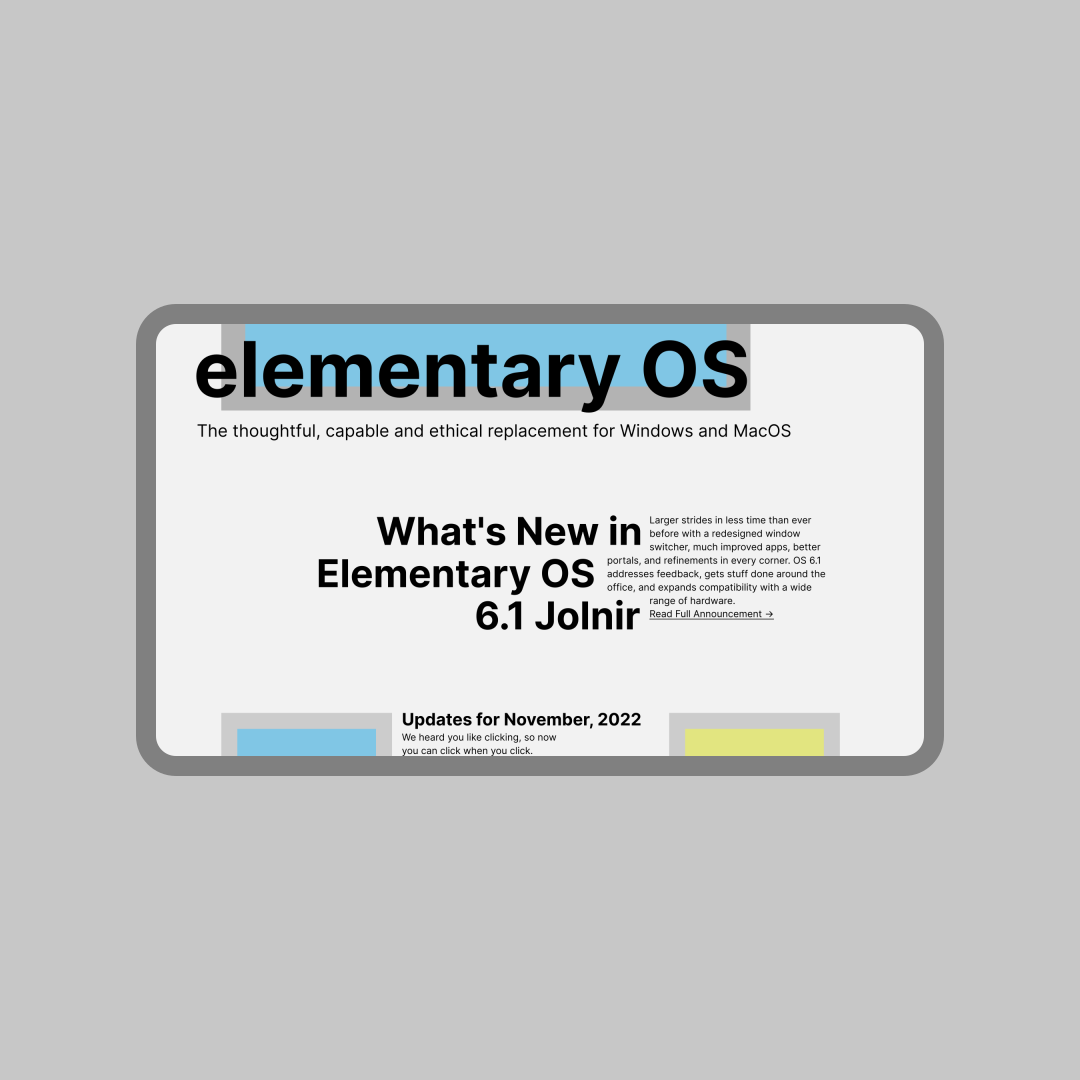 elementary OS
The thoughtful, capable and ethical replacement for Windows and MacOS
What's New in
Elementary OS
6.1 Jolnir
Larger strides in less time than ever
before with a redesigned window
switcher, much improved apps, better
portals, and refinements in every corner. OS 6.1
addresses feedback, gets stuff done around the
office, and expands compatibility with a wide
range of hardware.
Read Full Announcement →
Updates for November, 2022
We heard you like clicking, so now
you can click when you click.